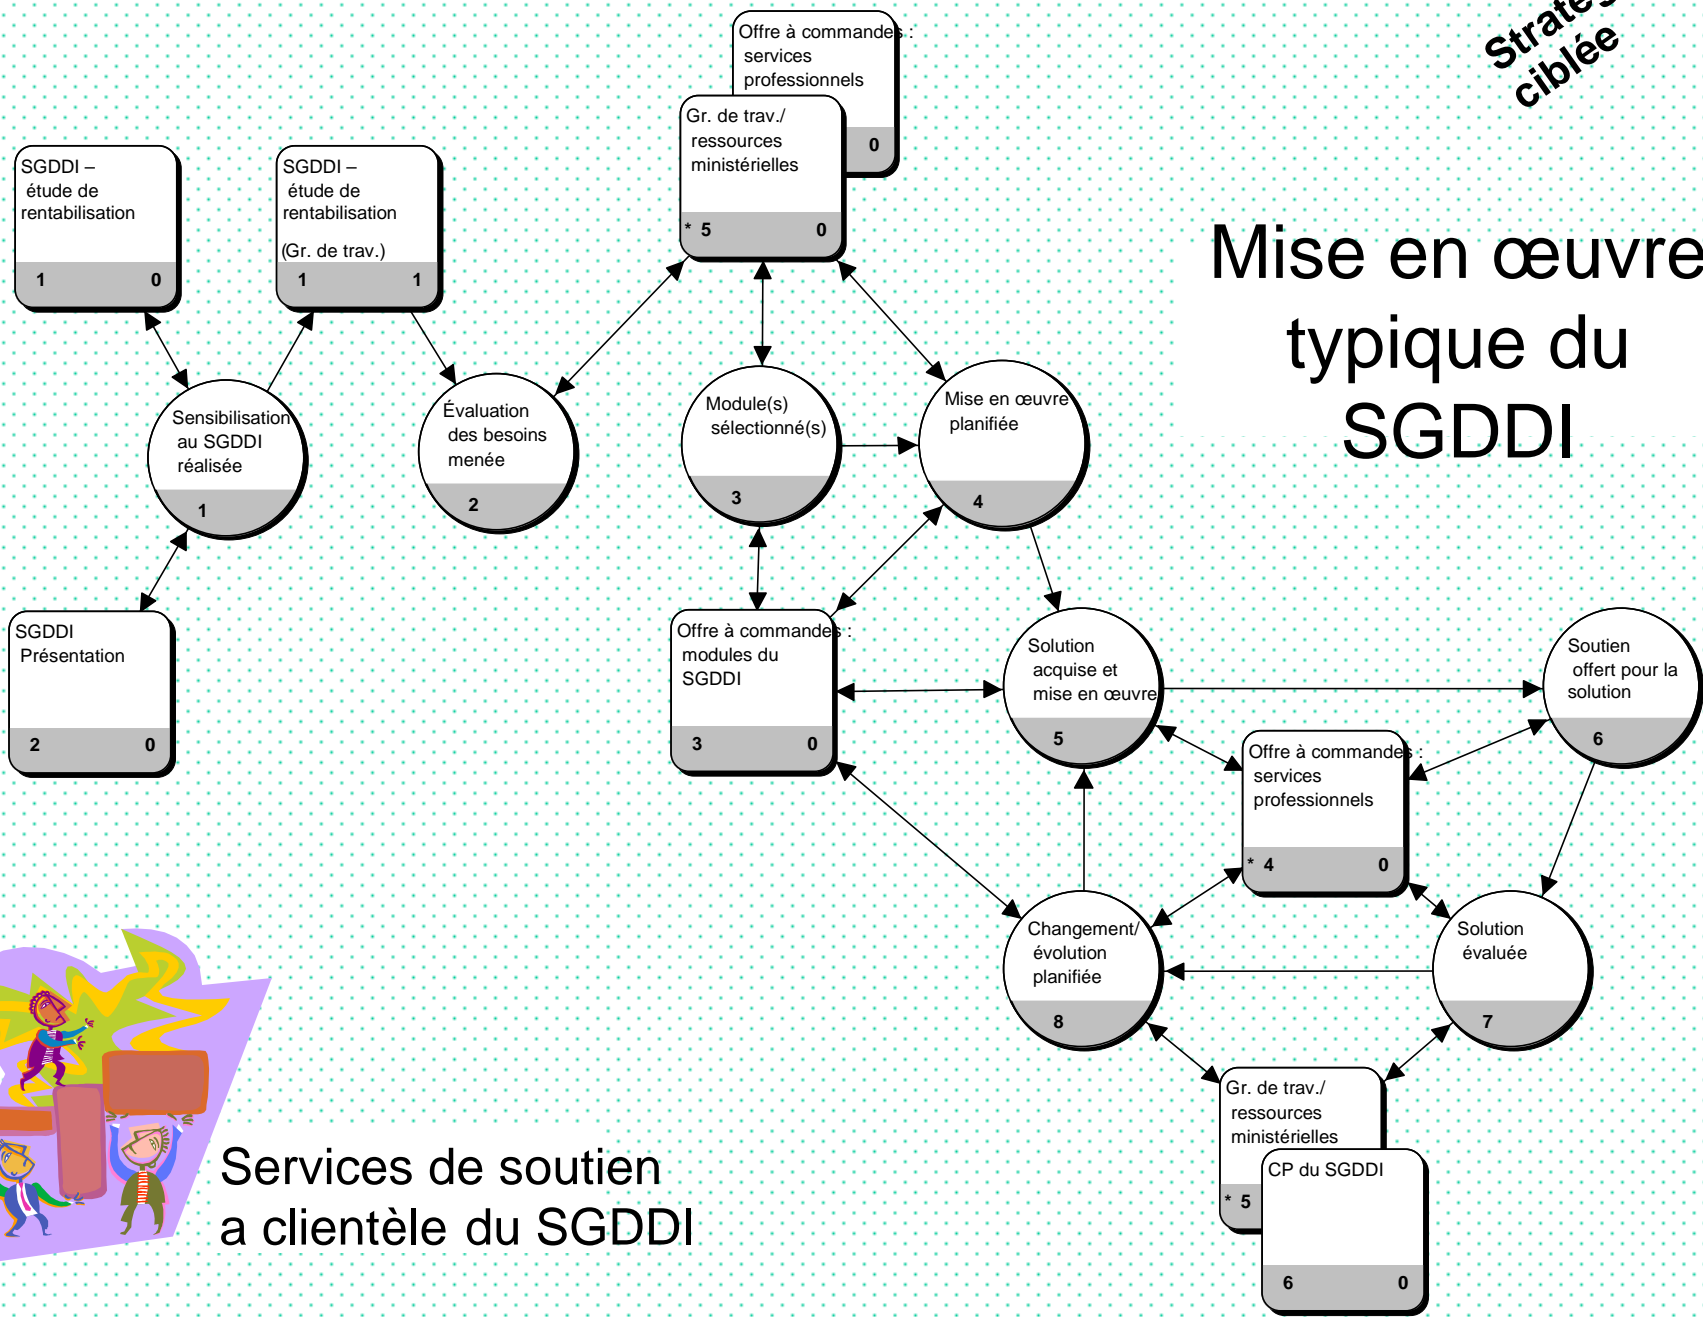 Stratég
ciblée
Offre à commandes :
services
professionnels
0
Gr. de trav./
ressources
ministérielles
* 5 0
SGDDI –
étude de
rentabilisation
1 0
SGDDI –
étude de
rentabilisation
(Gr. de trav.)
1 1
Mise en œuvre
typique du
SGDDI
Sensibilisation
au SGDDI
réalisée
1
Évaluation
des besoins
menée
2
Module(s)
sélectionné(s)
3
Mise en œuvre
planifiée
4
SGDDI
Présentation
2 0
Offre à commandes :
modules du
SGDDI
3 0
Solution
acquise et
mise en œuvre
5
Soutien
offert pour la
solution
6
Offre à commandes :
services
professionnels
* 4 0
Changement/
évolution
planifiée
8
Solution
évaluée
7
Gr. de trav./
ressources
ministérielles
* 5
CP du SGDDI
6 0
Services de soutien
a clientèle du SGDDI